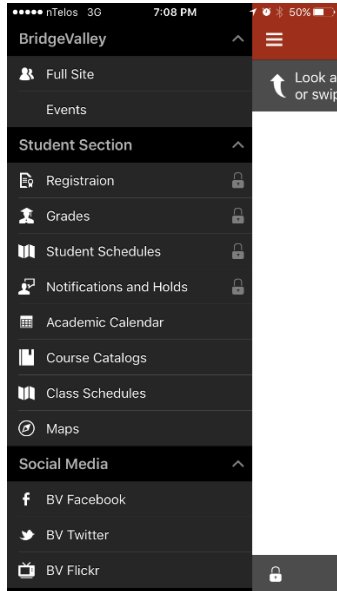 nTelos 3G 7:08 PM 50%
BridgeValley
Full Site
Look a
or swip
Events
Student Section
Registraion
Grades
Student Schedules
Notifications and Holds
Academic Calendar
Course Catalogs
Class Schedules
Maps
Social Media
BV Facebook
BV Twitter
BV Flickr